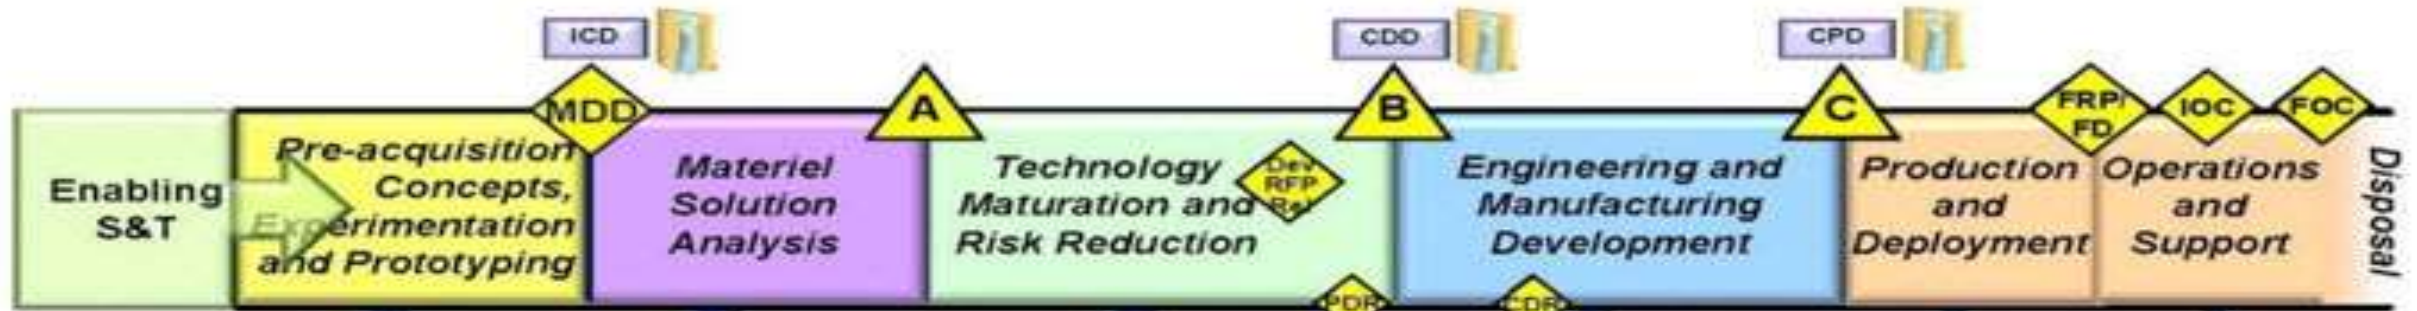 ICD
CDD
CPD
MDD
A
B
C
FRP/
FD
IOC
FOC
Enabling
S&T
Pre-acquisition
Concepts,
Experimentation
and Prototyping
Materiel
Solution
Analysis
Technology
Maturation and
Risk Reduction
Dev
RFP
Rel
PDR
Engineering and
Manufacturing
Development
CDR
Production
and
Deployment
Operations
and
Support
Disposal